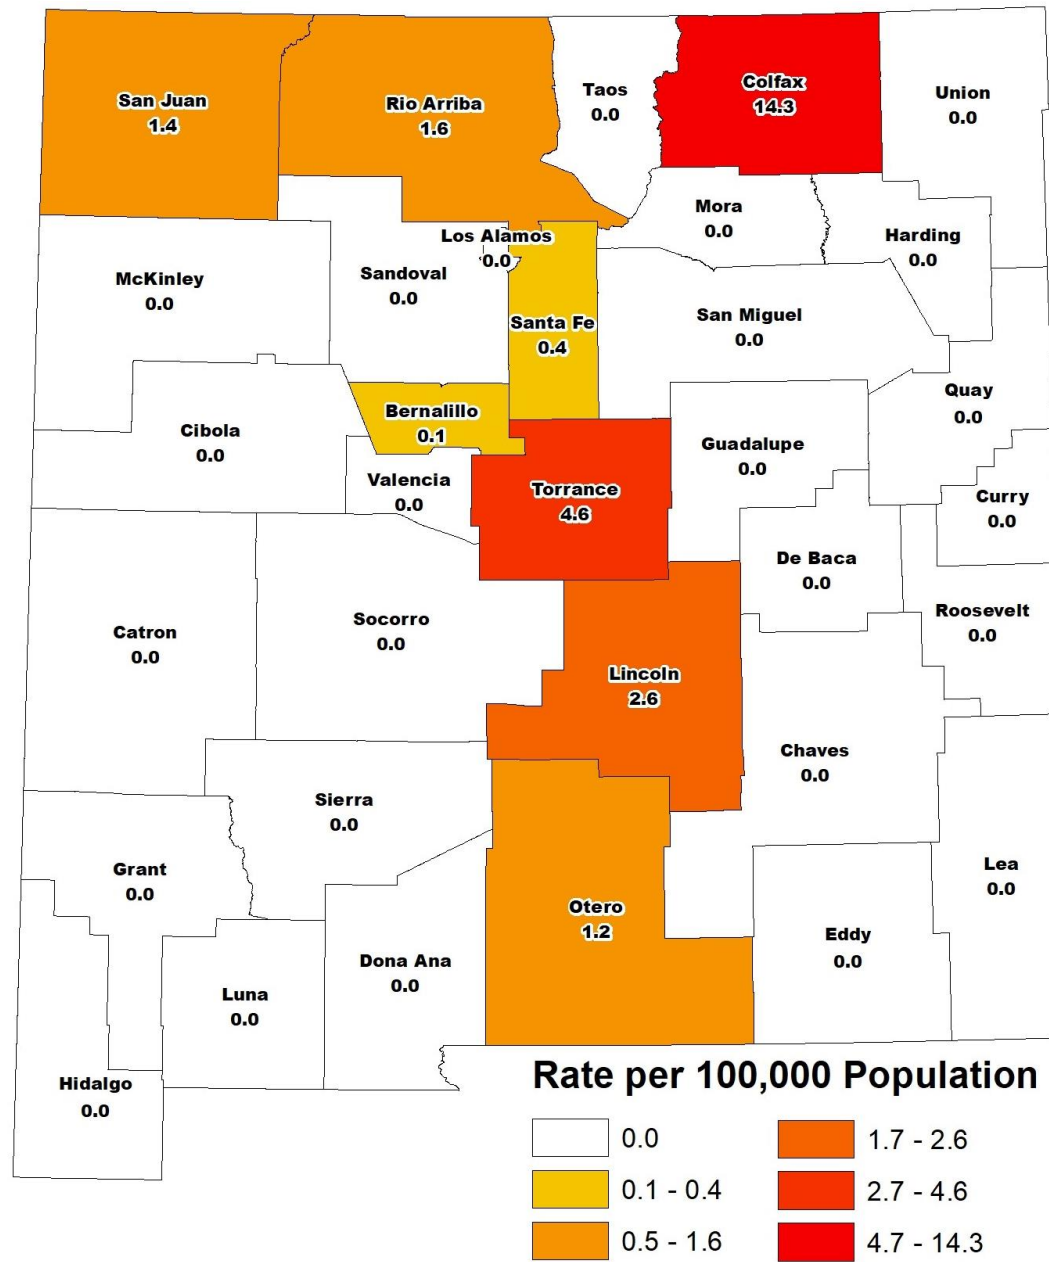 San Juan
1.4
Rio Arriba
1.6
Taos
0.0
Colfax
14.3
Union
0.0
Mora
0.0
Harding
0.0
Los Alamos
0.0
McKinley
0.0
Sandoval
0.0
Santa Fe
0.4
San Miguel
0.0
Quay
0.0
Bernalillo
0.1
Cibola
0.0
Guadalupe
0.0
Valencia
0.0
Torrance
4.6
Curry
0.0
De Baca
0.0
Roosevelt
0.0
Socorro
0.0
Catron
0.0
Lincoln
2.6
Chaves
0.0
Sierra
0.0
Grant
0.0
Lea
0.0
Otero
1.2
Eddy
0.0
Dona Ana
0.0
Luna
0.0
Hidalgo
0.0
Rate per 100,000 Population
0.0
0.1 - 0.4
0.5 - 1.6
1.7 - 2.6
2.7 - 4.6
4.7 - 14.3